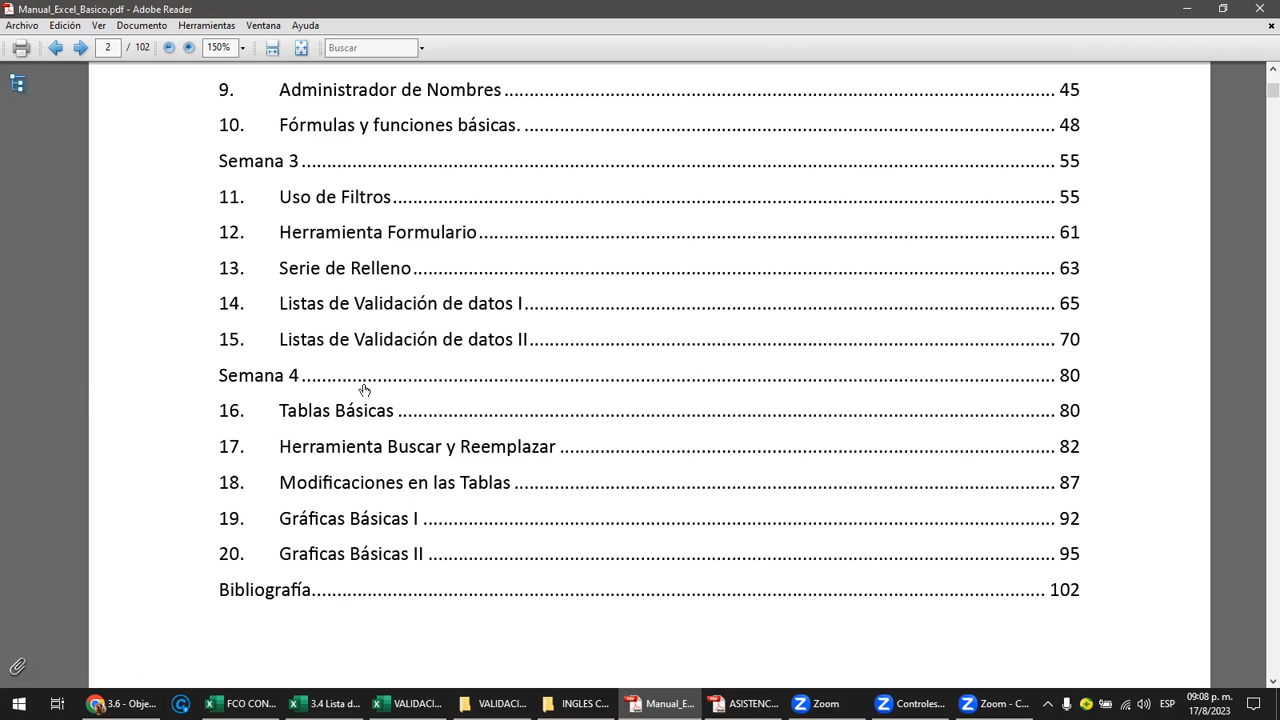 Manual_Excel_Basico.pdf - Adobe Reader
Archivo Edición Ver Documento Herramientas Ventana Ayuda
2 / 102 150% Buscar
9. Administrador de Nombres 45
10. Fórmulas y funciones básicas. 48
Semana 3 55
11. Uso de Filtros 55
12. Herramienta Formulario 61
13. Serie de Relleno 63
14. Listas de Validación de datos I 65
15. Listas de Validación de datos II 70
Semana 4 80
16. Tablas Básicas 80
17. Herramienta Buscar y Reemplazar 82
18. Modificaciones en las Tablas 87
19. Gráficas Básicas I 92
20. Graficas Básicas II 95
Bibliografía 102
3.6 - Obje... FCO CON... 3.4 Lista d... VALIDACI... VALIDACI... INGLES C... Manual_E... ASISTENC... Zoom Controles... Zoom - C... ESP 09:08 p. m.
17/8/2023